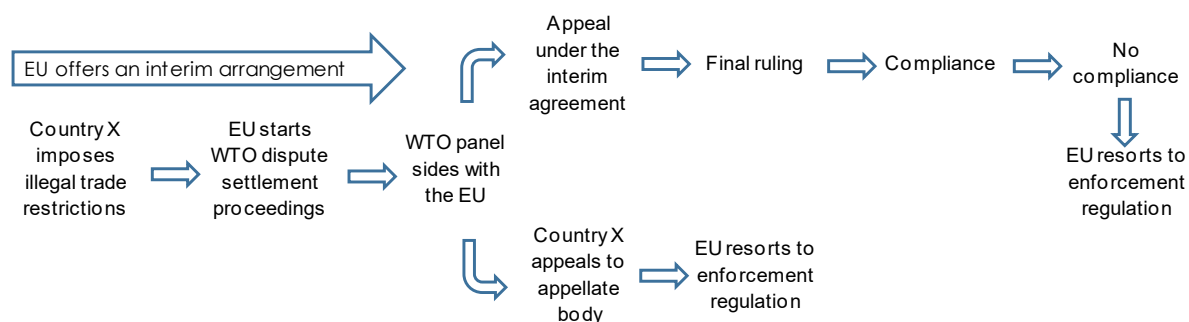 EU offers an interim arrangement
Country X
imposes
illegal trade
restrictions
EU starts
WTO dispute
settlement
proceedings
WTO panel
sides with
the EU
Appeal
under the
interim
agreement
Final ruling
Compliance
No
compliance
EU resorts to
enforcement
regulation
Country X
appeals to
appellate
body
EU resorts to
enforcement
regulation